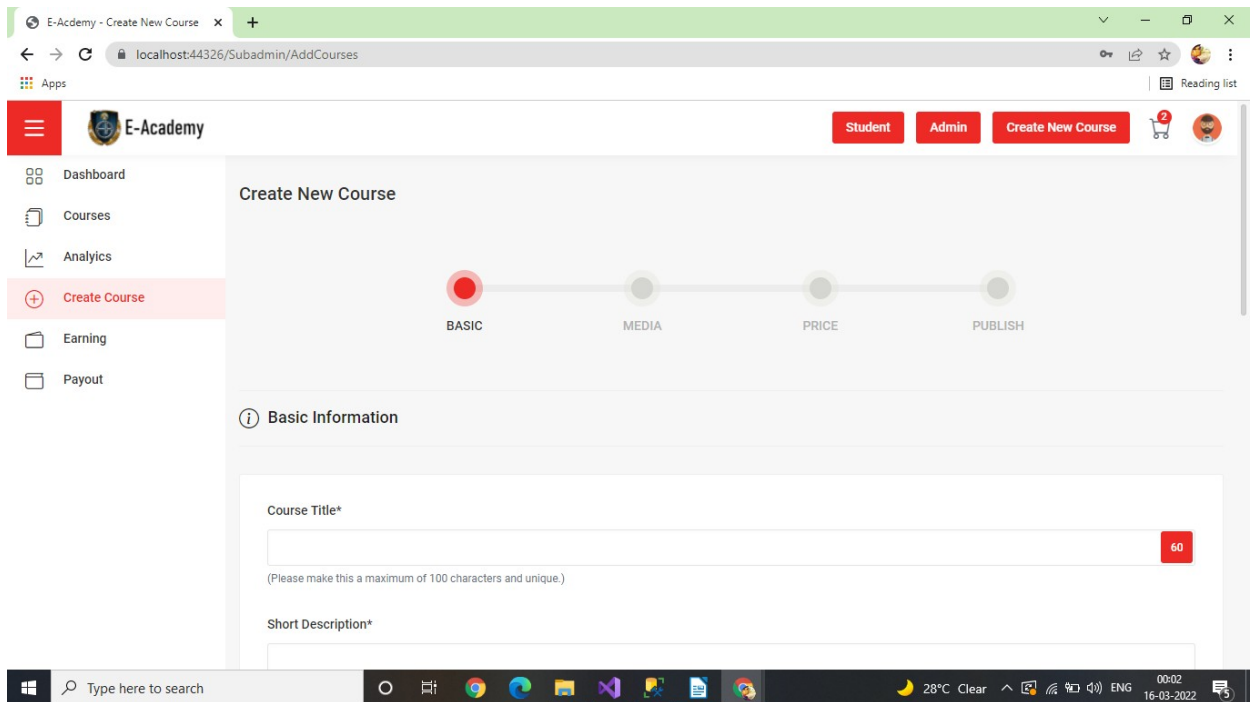 E-Acdemy - Create New Course
localhost:44326/Subadmin/AddCourses
Apps
Reading list
E-Academy
Student
Admin
Create New Course
2
Dashboard
Courses
Analyics
Create Course
Earning
Payout
Create New Course
BASIC
MEDIA
PRICE
PUBLISH
Basic Information
Course Title*
60
(Please make this a maximum of 100 characters and unique.)
Short Description*
Type here to search
28°C Clear
ENG
00:02
16-03-2022
5